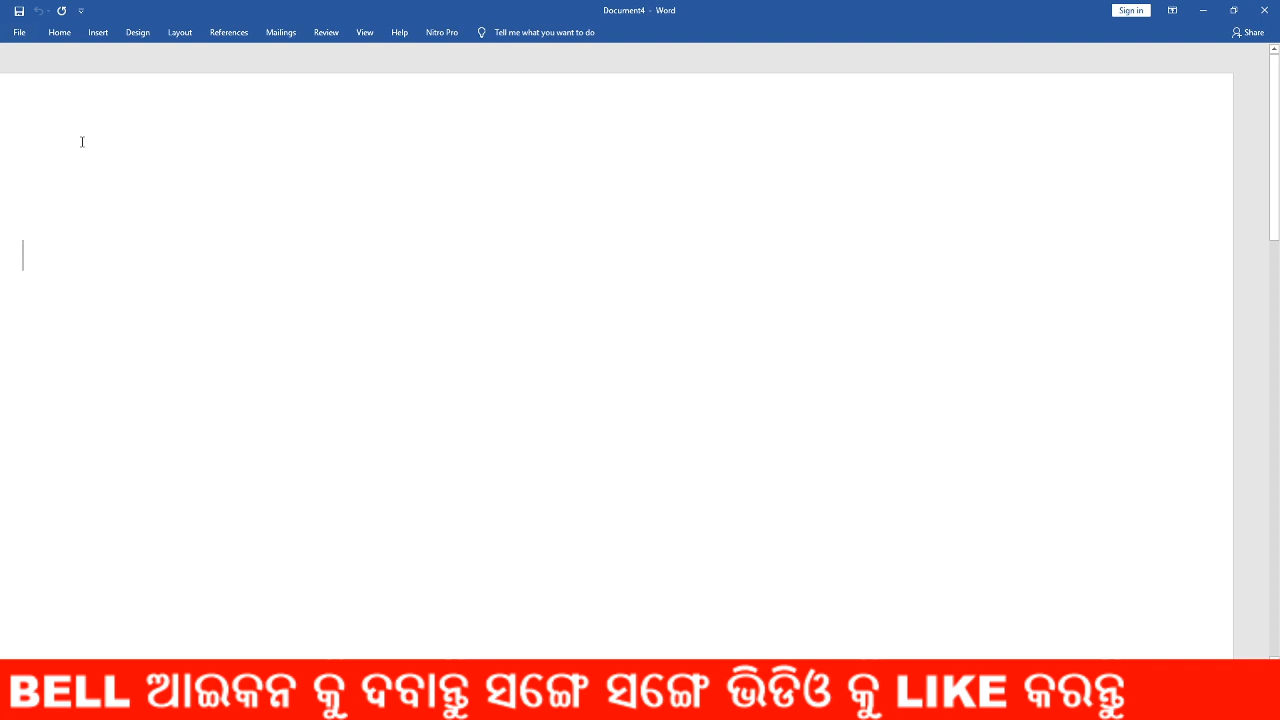 Document4 - Word
Sign in
File Home Insert Design Layout References Mailings Review View Help Nitro Pro Tell me what you want to do Share
BELL ଆଇକନ କୁ ଦବାନ୍ତୁ ସଙ୍ଗେ ସଙ୍ଗେ ଭିଡିଓ କୁ LIKE କରନ୍ତୁ